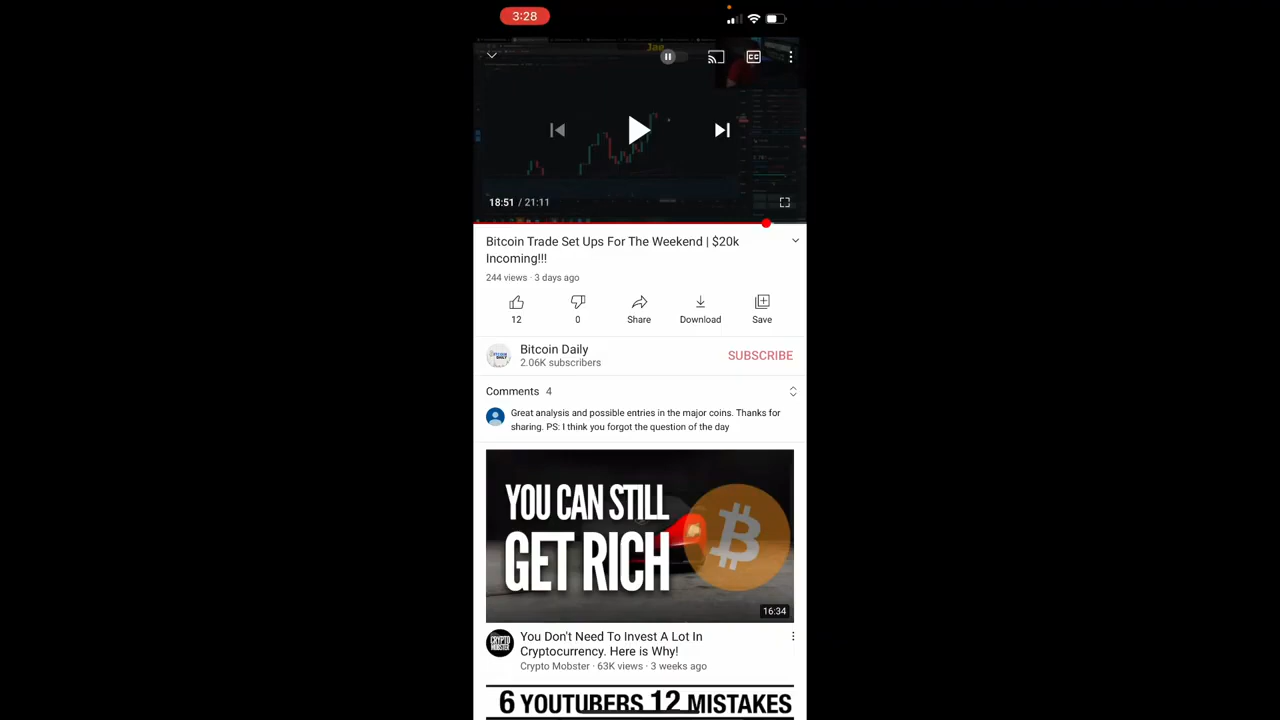 3:28
Jae
CC
18:51 / 21:11
Bitcoin Trade Set Ups For The Weekend | $20k
Incoming!!!
244 views · 3 days ago
12
0
Share
Download
Save
Bitcoin Daily
2.06K subscribers
SUBSCRIBE
Comments 4
Great analysis and possible entries in the major coins. Thanks for
sharing. PS: I think you forgot the question of the day
YOU CAN STILL
GET RICH
16:34
CRYPTO
MOBSTER
You Don't Need To Invest A Lot In
Cryptocurrency. Here is Why!
Crypto Mobster · 63K views · 3 weeks ago
6 YOUTUBERS 12 MISTAKES